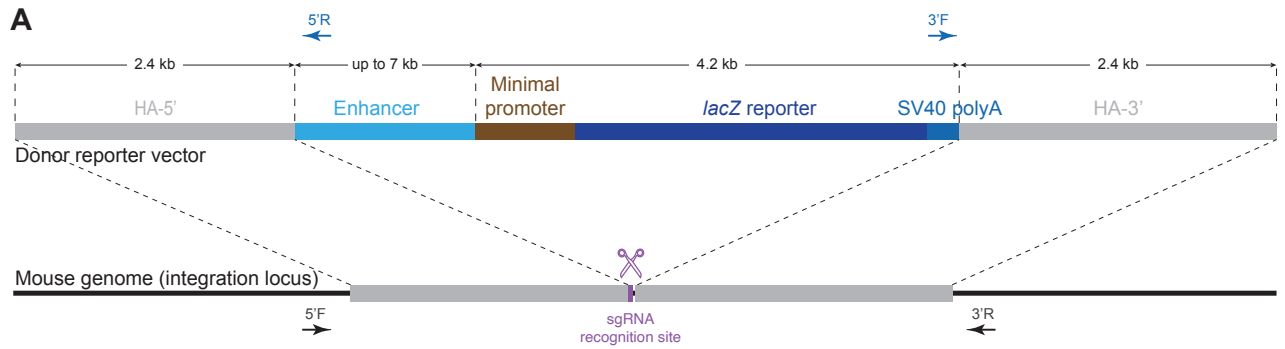 A
5'R
3'F
2.4 kb
up to 7 kb
4.2 kb
2.4 kb
HA-5'
Enhancer
Minimal
promoter
lacZ reporter
SV40 polyA
HA-3'
Donor reporter vector
Mouse genome (integration locus)
5'F
sgRNA
recognition site
3'R